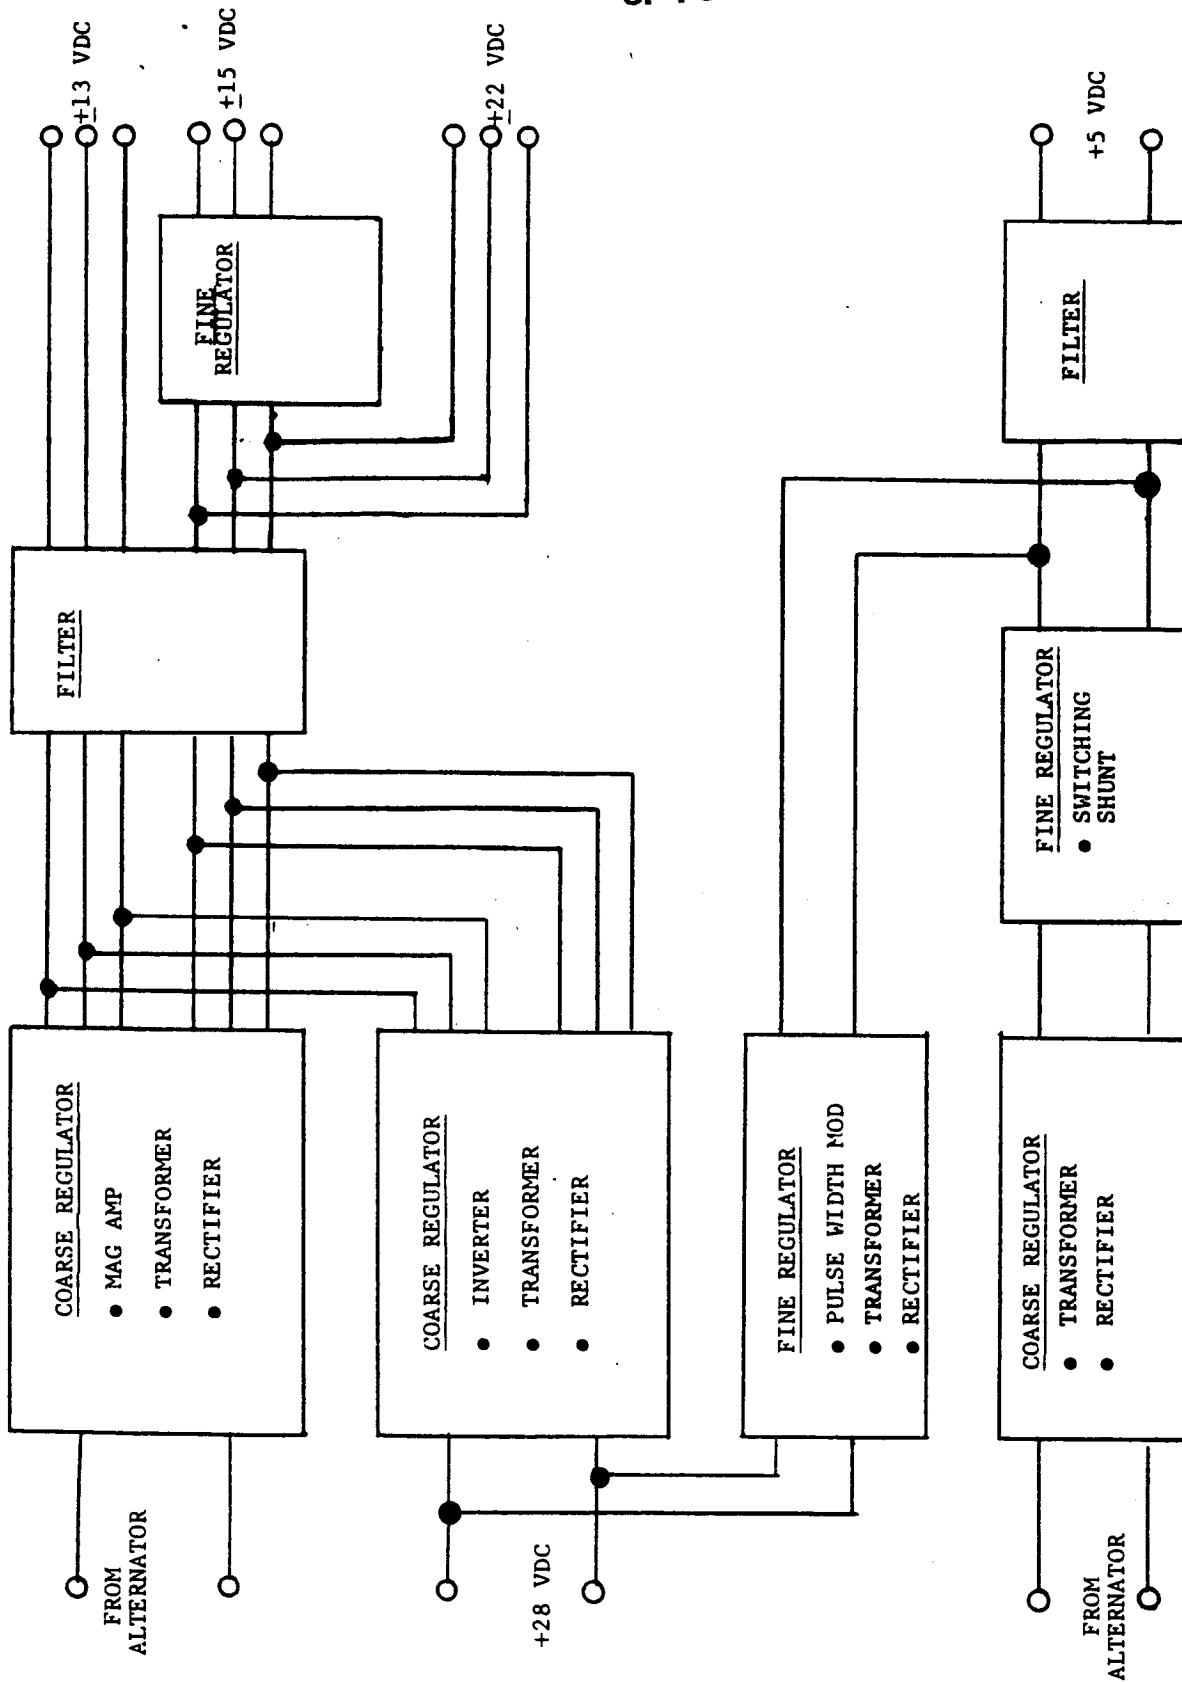 FROM
ALTERNATOR
COARSE REGULATOR
● MAG AMP
● TRANSFORMER
● RECTIFIER
FILTER
±13 VDC
FINE
REGULATOR
±15 VDC
±22 VDC
+28 VDC
COARSE REGULATOR
● INVERTER
● TRANSFORMER
● RECTIFIER
FINE REGULATOR
● PULSE WIDTH MOD
● TRANSFORMER
● RECTIFIER
FROM
ALTERNATOR
COARSE REGULATOR
● TRANSFORMER
● RECTIFIER
FINE REGULATOR
● SWITCHING
SHUNT
FILTER
+5 VDC